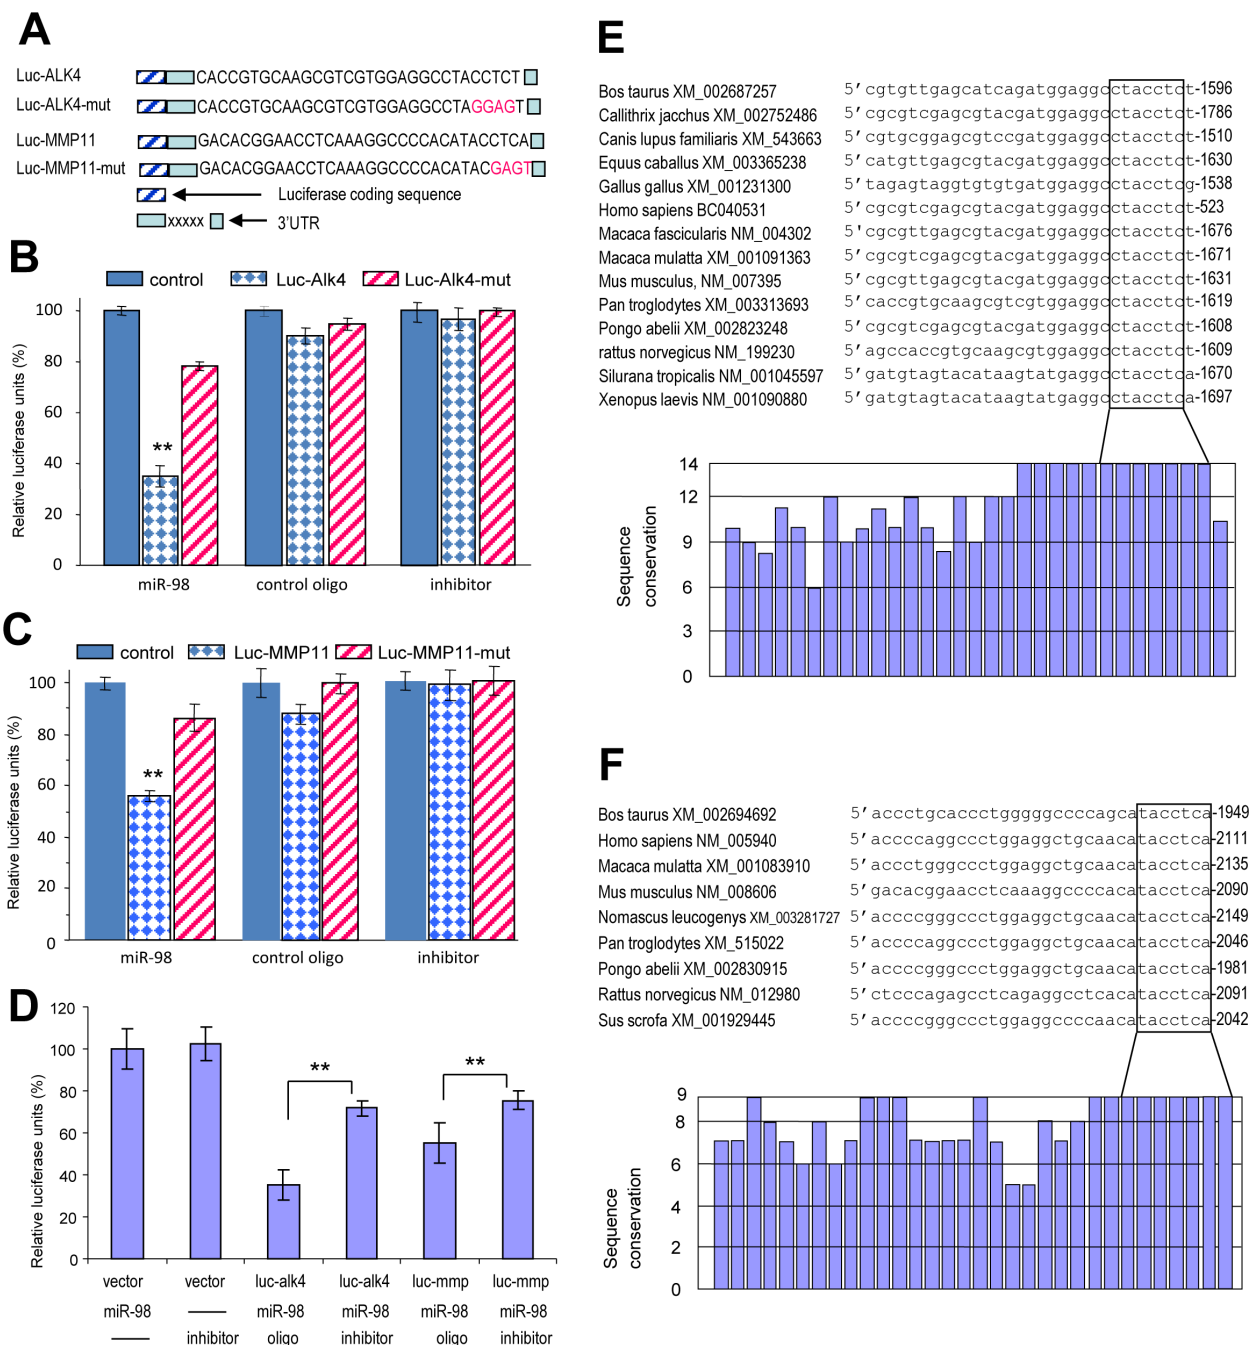 A
Luc-ALK4 CACCGTGCAAGCGTCGTGGAGGCCTACCTCT
Luc-ALK4-mut CACCGTGCAAGCGTCGTGGAGGCCTAGGAGT
Luc-MMP11 GACACGGAACCTCAAAGGCCCCACATACCTCA
Luc-MMP11-mut GACACGGAACCTCAAAGGCCCCACATACGAGT
Luciferase coding sequence
xxxxx 3'UTR
B
control Luc-Alk4 Luc-Alk4-mut
Relative luciferase units (%)
100
80
60
40
20
0
**
miR-98 control oligo inhibitor
C
control Luc-MMP11 Luc-MMP11-mut
Relative luciferase units (%)
100
80
60
40
20
0
**
miR-98 control oligo inhibitor
D
Relative luciferase units (%)
120
100
80
60
40
20
0
** **
vector vector luc-alk4 luc-alk4 luc-mmp luc-mmp
miR-98 — miR-98 miR-98 miR-98 miR-98
— inhibitor oligo inhibitor oligo inhibitor
E
Bos taurus XM_002687257 5'cgtgttgagcatcagatggaggcctacctct-1596
Callithrix jacchus XM_002752486 5'cgcgtcgagcgtacgatggaggcctacctct-1786
Canis lupus familiaris XM_543663 5'cgtgcggagcgtccgatggaggcctacctct-1510
Equus caballus XM_003365238 5'catgttgagcgtacgatggaggcctacctct-1630
Gallus gallus XM_001231300 5'tagagtaggtgtgtgatggaggcctacctcg-1538
Homo sapiens BC040531 5'cgcgtcgagcgtacgatggaggcctacctct-523
Macaca fascicularis NM_004302 5'cgcgttgagcgtacgatggaggcctacctct-1676
Macaca mulatta XM_001091363 5'cgcgtcgagcgtacgatggaggcctacctct-1671
Mus musculus, NM_007395 5'cgcgttgagcgtacgatggaggcctacctct-1631
Pan troglodytes XM_003313693 5'caccgtgcaagcgtcgtggaggcctacctct-1619
Pongo abelii XM_002823248 5'cgcgtcgagcgtacgatggaggcctacctct-1608
rattus norvegicus NM_199230 5'agccaccgtgcaagcgtggaggcctacctct-1609
Silurana tropicalis NM_001045597 5'gatgtagtacataagtatggaggcctacctca-1670
Xenopus laevis NM_001090880 5'gatgtagtacataagtatgaggcctacctca-1697
Sequence
conservation
14
12
9
6
3
0
F
Bos taurus XM_002694692 5'accctgcaccctgggggccccagcatacctca-1949
Homo sapiens NM_005940 5'accccaggccctggaggctgcaacatacctca-2111
Macaca mulatta XM_001083910 5'accctgggccctggaggctgcaacatacctca-2135
Mus musculus NM_008606 5'gacacggaacctcaaaggccccacatacctca-2090
Nomascus leucogenys XM_003281727 5'accccgggccctggaggctgcaacatacctca-2149
Pan troglodytes XM_515022 5'accccaggccctggaggctgcaacatacctca-2046
Pongo abelii XM_002830915 5'accccgggccctggaggctgcaacatacctca-1981
Rattus norvegicus NM_012980 5'ctcccagagcctcagaggcctcacatacctca-2091
Sus scrofa XM_001929445 5'accccgggccctggaggccccaacatacctca-2042
Sequence
conservation
9
8
6
4
2
0